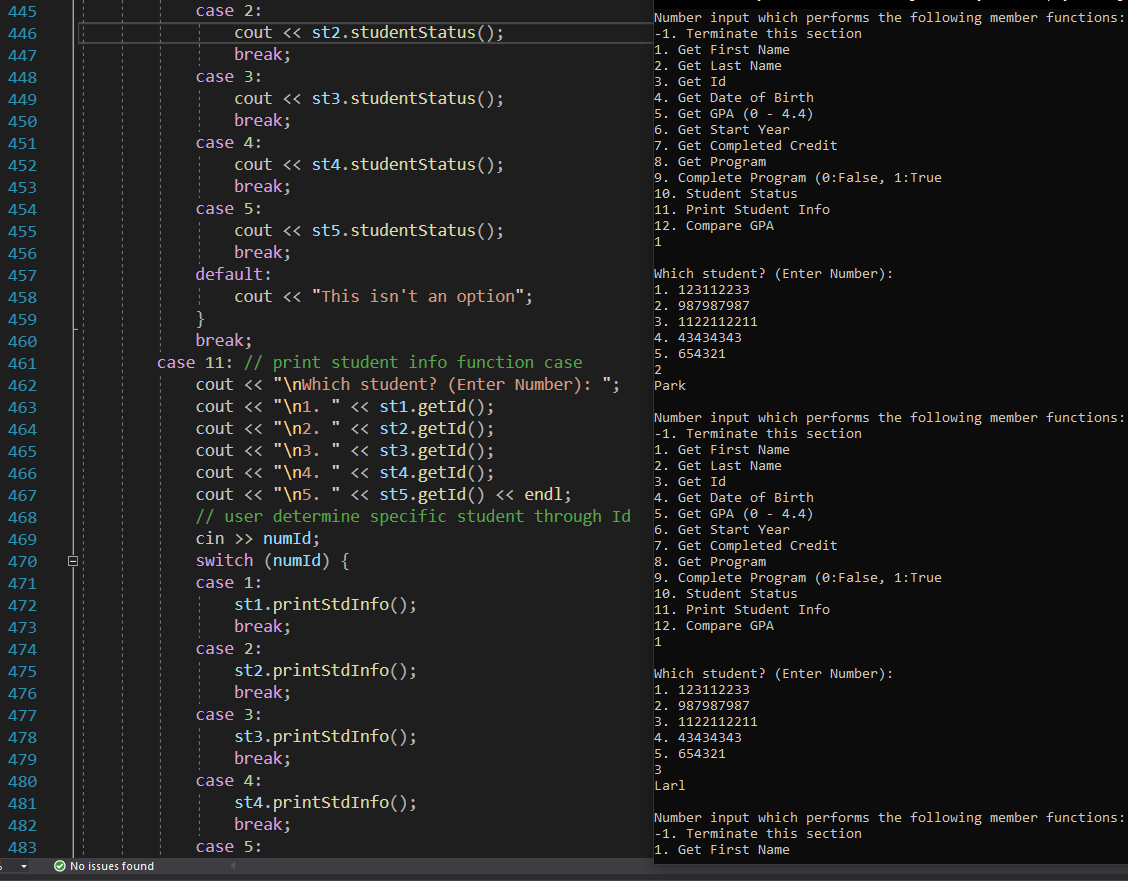 445 case 2:
446 cout << st2.studentStatus();
447 break;
448 case 3:
449 cout << st3.studentStatus();
450 break;
451 case 4:
452 cout << st4.studentStatus();
453 break;
454 case 5:
455 cout << st5.studentStatus();
456 break;
457 default:
458 cout << "This isn't an option";
459 }
460 break;
461 case 11: // print student info function case
462 cout << "\nWhich student? (Enter Number): ";
463 cout << "\n1. " << st1.getId();
464 cout << "\n2. " << st2.getId();
465 cout << "\n3. " << st3.getId();
466 cout << "\n4. " << st4.getId();
467 cout << "\n5. " << st5.getId() << endl;
468 // user determine specific student through Id
469 cin >> numId;
470 switch (numId) {
471 case 1:
472 st1.printStdInfo();
473 break;
474 case 2:
475 st2.printStdInfo();
476 break;
477 case 3:
478 st3.printStdInfo();
479 break;
480 case 4:
481 st4.printStdInfo();
482 break;
483 case 5:
No issues found
Number input which performs the following member functions:
-1. Terminate this section
1. Get First Name
2. Get Last Name
3. Get Id
4. Get Date of Birth
5. Get GPA (0 - 4.4)
6. Get Start Year
7. Get Completed Credit
8. Get Program
9. Complete Program (0:False, 1:True
10. Student Status
11. Print Student Info
12. Compare GPA
1
Which student? (Enter Number):
1. 123112233
2. 987987987
3. 1122112211
4. 43434343
5. 654321
2
Park
Number input which performs the following member functions:
-1. Terminate this section
1. Get First Name
2. Get Last Name
3. Get Id
4. Get Date of Birth
5. Get GPA (0 - 4.4)
6. Get Start Year
7. Get Completed Credit
8. Get Program
9. Complete Program (0:False, 1:True
10. Student Status
11. Print Student Info
12. Compare GPA
1
Which student? (Enter Number):
1. 123112233
2. 987987987
3. 1122112211
4. 43434343
5. 654321
3
Larl
Number input which performs the following member functions:
-1. Terminate this section
1. Get First Name